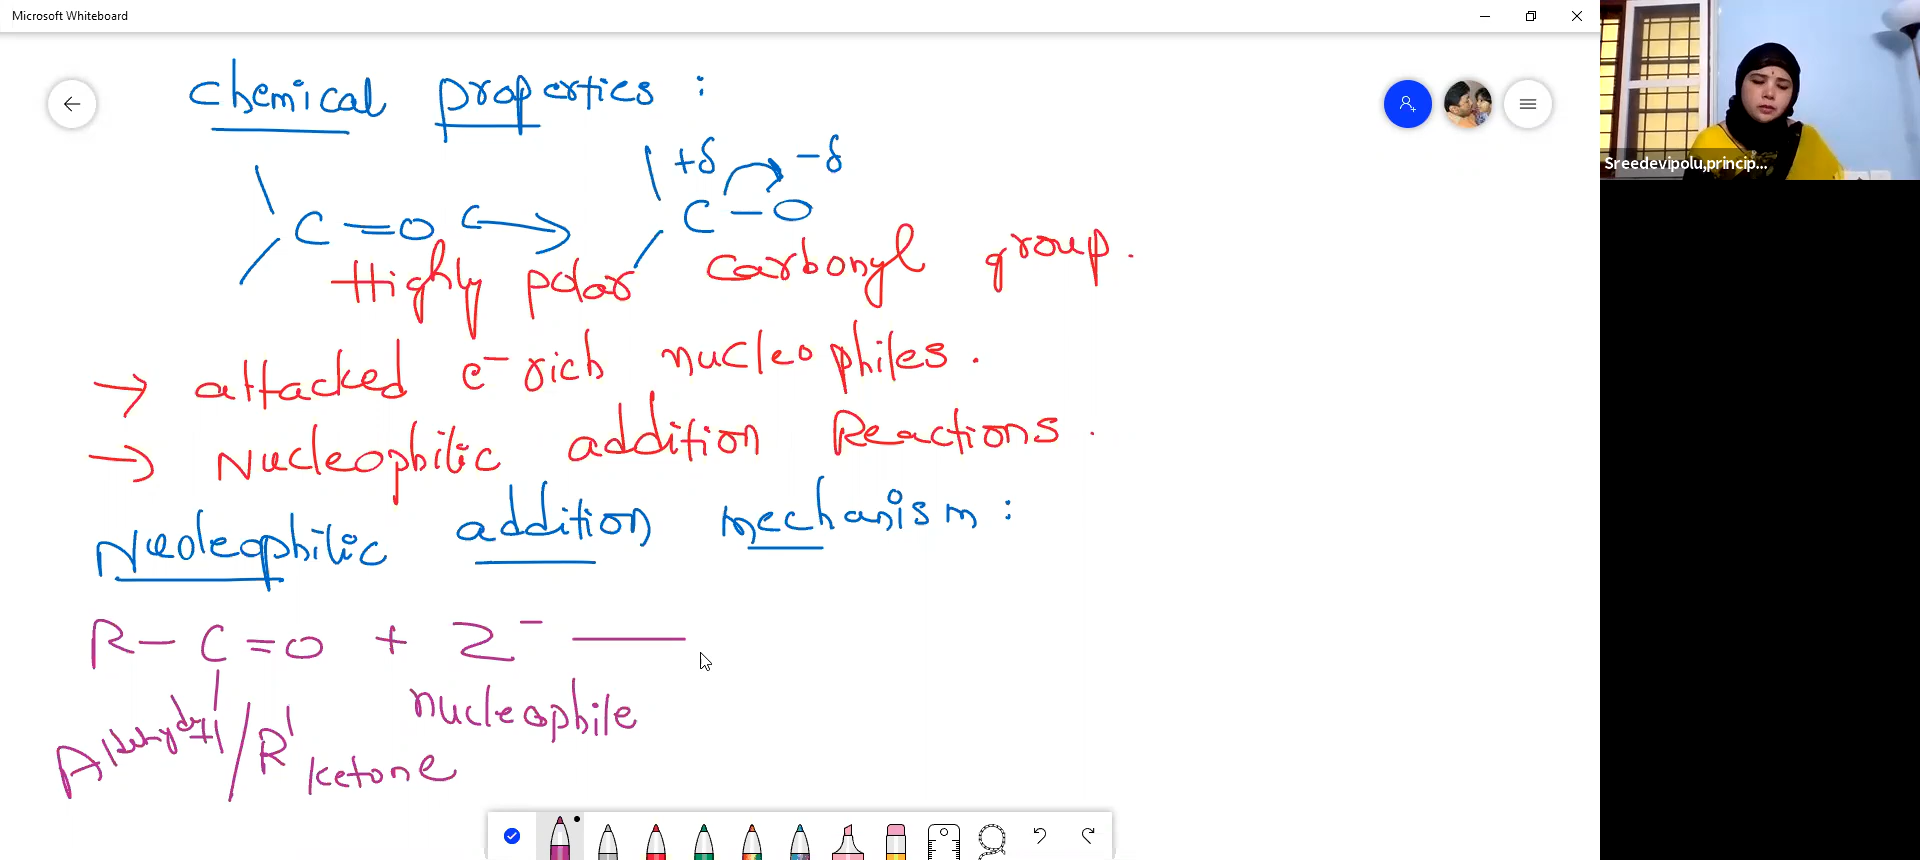 Microsoft Whiteboard
chemical properties :
+δ -δ
C = O ⟷ C - O
Highly polar carbonyl group.
→ attacked e⁻ rich nucleophiles.
→ Nucleophilic addition Reactions.
Nucleophilic addition mechanism :
R - C = O + Z⁻ ——
nucleophile
Aldehyde H / R' ketone
Sreedevipolu,princip...